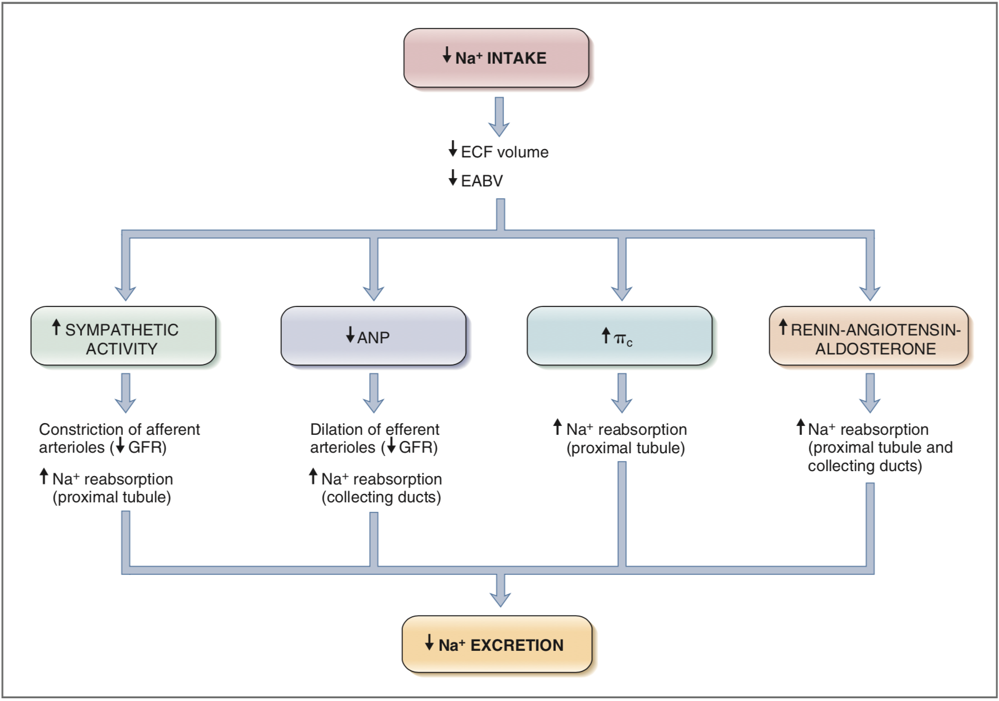 ↓ Na⁺ INTAKE
↓ ECF volume
↓ EABV
↑ SYMPATHETIC
ACTIVITY
↓ ANP
↑ πc
↑ RENIN-ANGIOTENSIN-
ALDOSTERONE
Constriction of afferent
arterioles (↓ GFR)
↑ Na⁺ reabsorption
(proximal tubule)
Dilation of efferent
arterioles (↓ GFR)
↑ Na⁺ reabsorption
(collecting ducts)
↑ Na⁺ reabsorption
(proximal tubule)
↑ Na⁺ reabsorption
(proximal tubule and
collecting ducts)
↓ Na⁺ EXCRETION